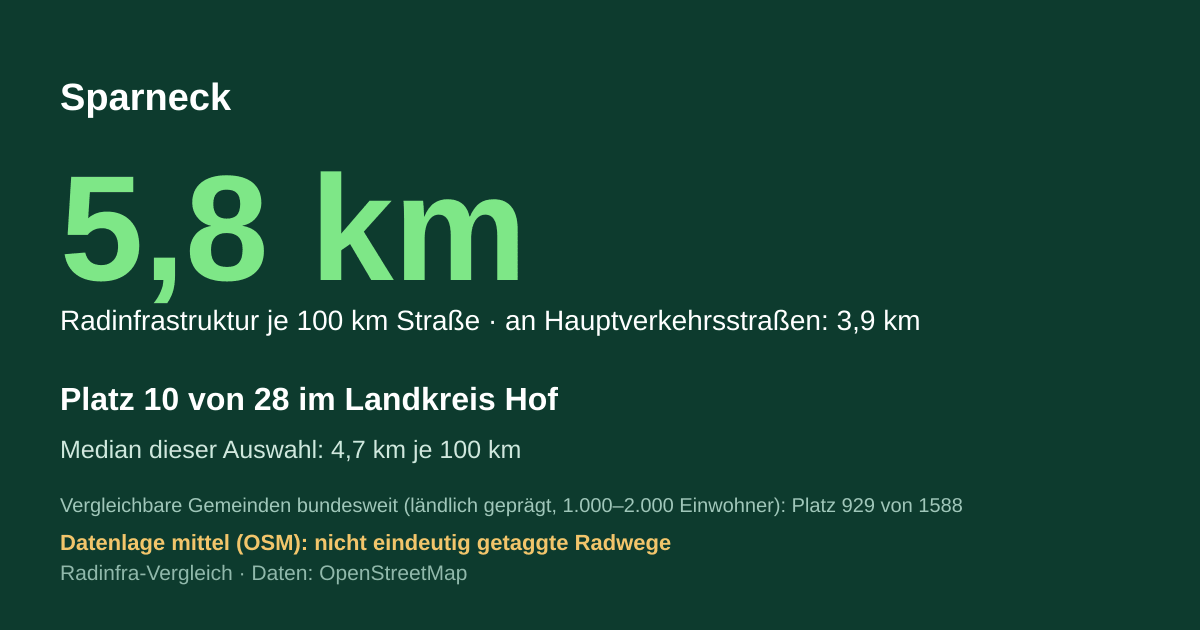 Sparneck
5,8 km
Radinfrastruktur je 100 km Straße · an Hauptverkehrsstraßen: 3,9 km
Platz 10 von 28 im Landkreis Hof
Median dieser Auswahl: 4,7 km je 100 km
Vergleichbare Gemeinden bundesweit (ländlich geprägt, 1.000–2.000 Einwohner): Platz 929 von 1588
Datenlage mittel (OSM): nicht eindeutig getaggte Radwege
Radinfra-Vergleich · Daten: OpenStreetMap